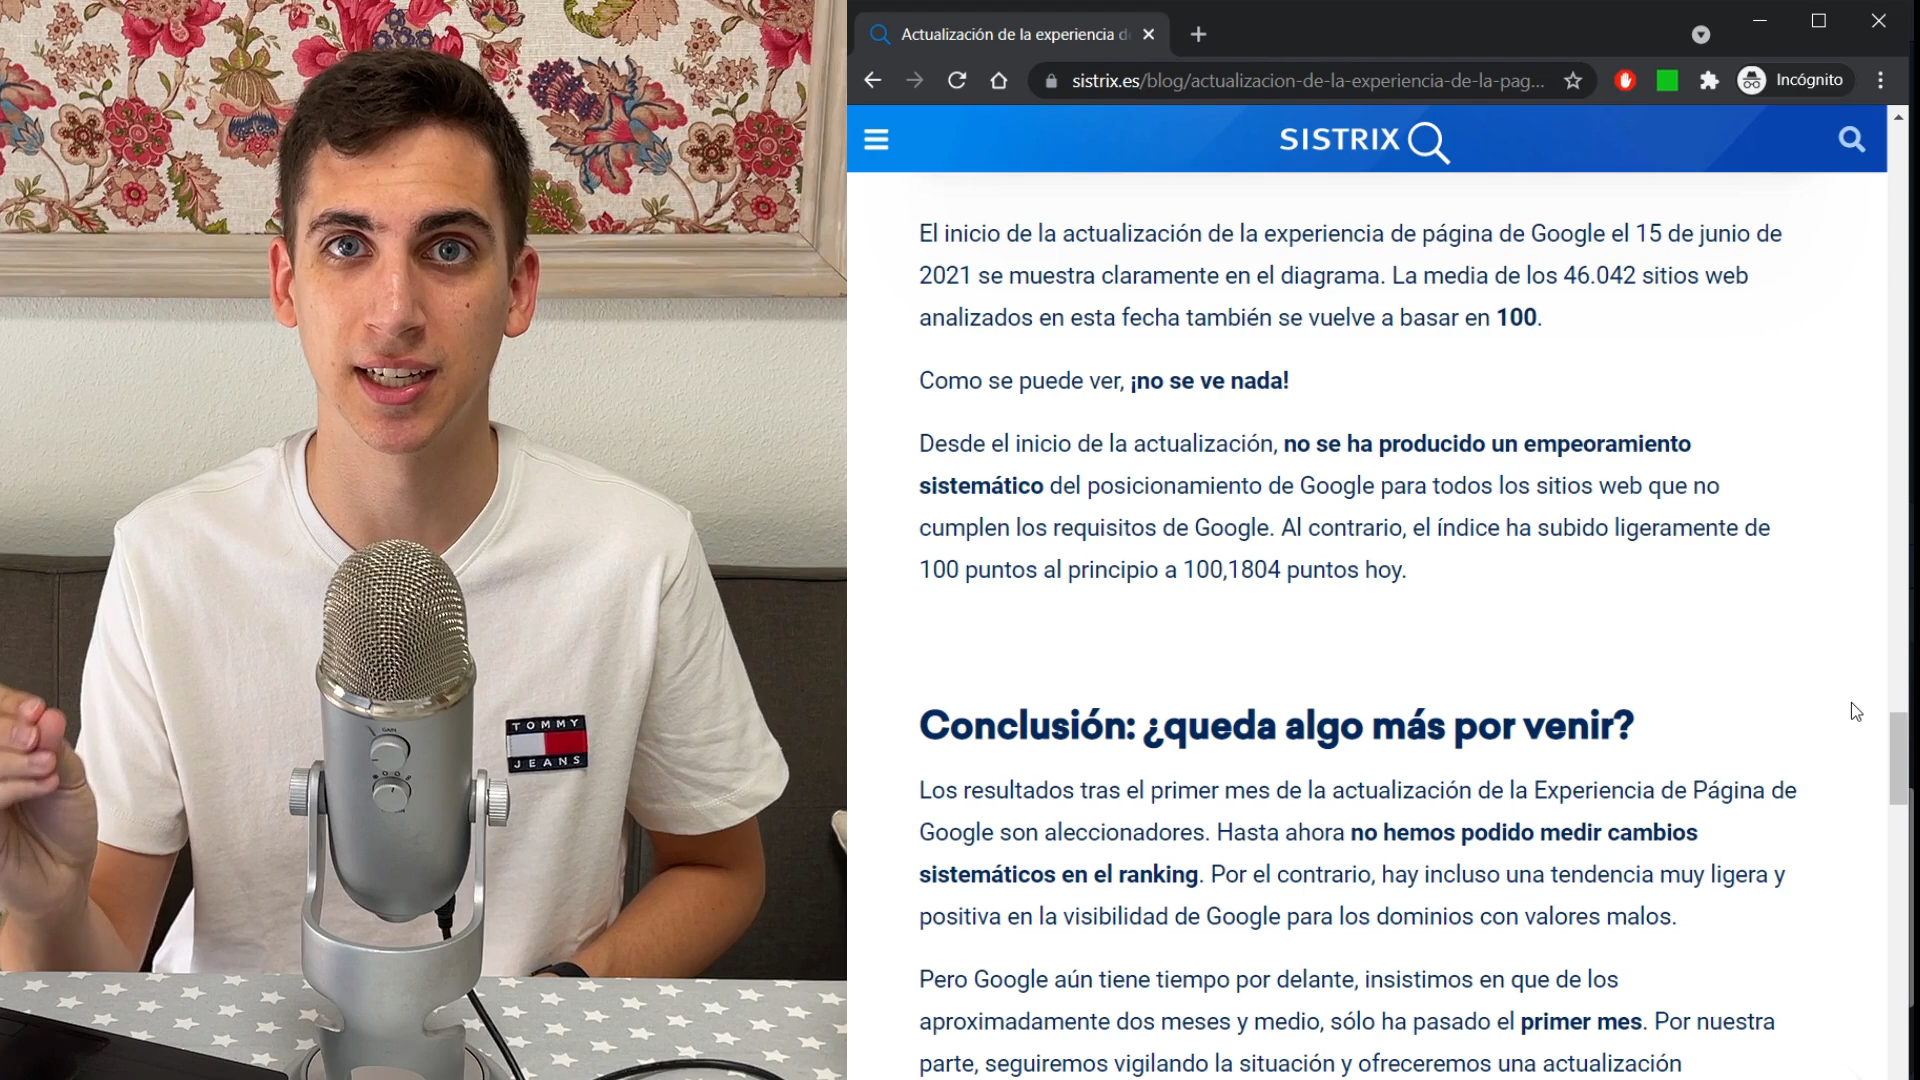 Actualización de la experiencia d
sistrix.es/blog/actualizacion-de-la-experiencia-de-la-pag...
Incógnito
SISTRIX
El inicio de la actualización de la experiencia de página de Google el 15 de junio de
2021 se muestra claramente en el diagrama. La media de los 46.042 sitios web
analizados en esta fecha también se vuelve a basar en 100.
Como se puede ver, ¡no se ve nada!
Desde el inicio de la actualización, no se ha producido un empeoramiento
sistemático del posicionamiento de Google para todos los sitios web que no
cumplen los requisitos de Google. Al contrario, el índice ha subido ligeramente de
100 puntos al principio a 100,1804 puntos hoy.
Conclusión: ¿queda algo más por venir?
Los resultados tras el primer mes de la actualización de la Experiencia de Página de
Google son aleccionadores. Hasta ahora no hemos podido medir cambios
sistemáticos en el ranking. Por el contrario, hay incluso una tendencia muy ligera y
positiva en la visibilidad de Google para los dominios con valores malos.
Pero Google aún tiene tiempo por delante, insistimos en que de los
aproximadamente dos meses y medio, sólo ha pasado el primer mes. Por nuestra
parte, seguiremos vigilando la situación y ofreceremos una actualización
TOMMY
JEANS
GAIN